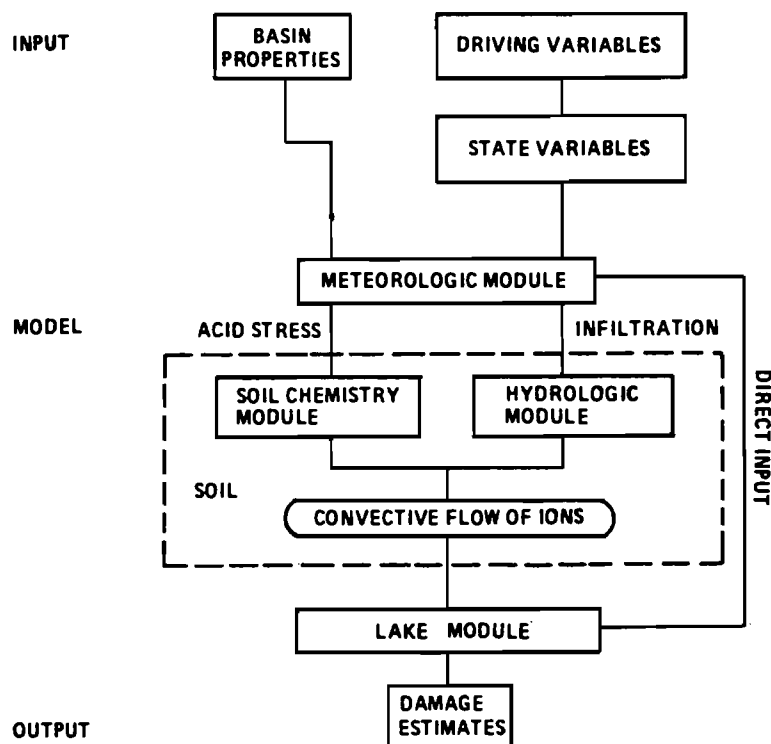 INPUT
BASIN
PROPERTIES
DRIVING VARIABLES
STATE VARIABLES
METEOROLOGIC MODULE
MODEL
ACID STRESS
INFILTRATION
SOIL CHEMISTRY
MODULE
HYDROLOGIC
MODULE
DIRECT INPUT
SOIL
CONVECTIVE FLOW OF IONS
LAKE MODULE
DAMAGE
ESTIMATES
OUTPUT